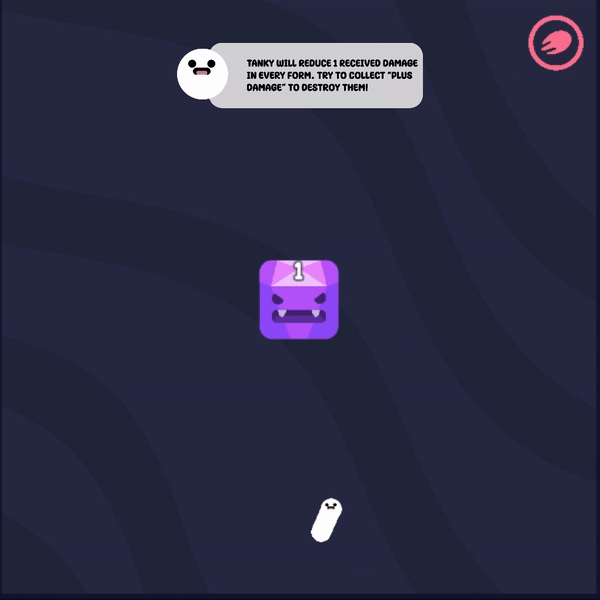 TANKY WILL REDUCE 1 RECEIVED DAMAGE
IN EVERY FORM. TRY TO COLLECT "PLUS
DAMAGE" TO DESTROY THEM!
1